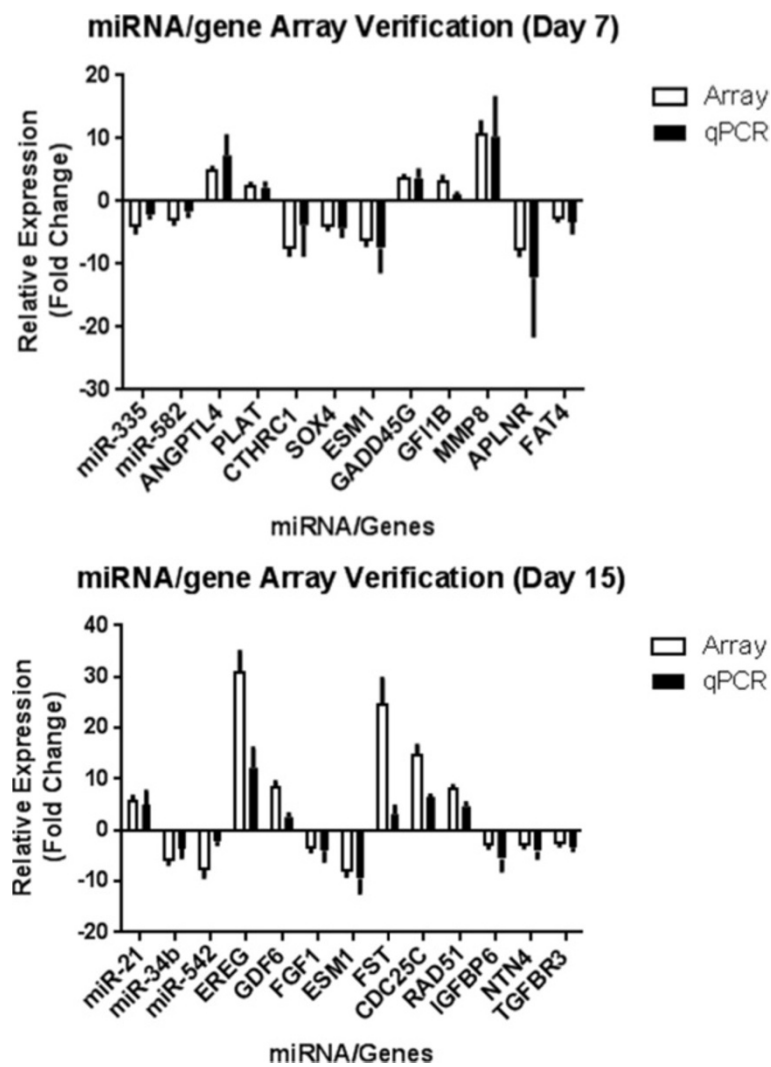 miRNA/gene Array Verification (Day 7)
Relative Expression
(Fold Change)
20
10
0
-10
-20
-30
Array
qPCR
miR-335
miR-582
ANGPTL4
PLAT
CTHRC1
SOX4
ESM1
GADD45G
GFI1B
MMP8
APLNR
FAT4
miRNA/Genes
miRNA/gene Array Verification (Day 15)
Relative Expression
(Fold Change)
40
30
20
10
0
-10
-20
Array
qPCR
miR-21
miR-34b
miR-542
EREG
GDF6
FGF1
ESM1
FST
CDC25C
RAD51
IGFBP6
NTN4
TGFBR3
miRNA/Genes